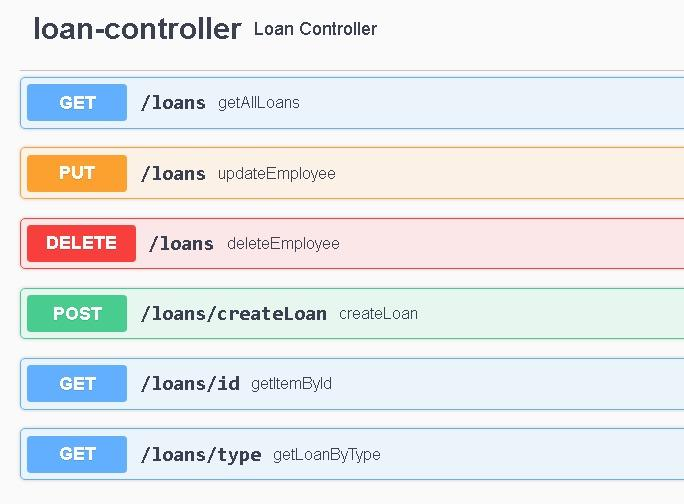 loan-controller Loan Controller
GET /loans getAllLoans
PUT /loans updateEmployee
DELETE /loans deleteEmployee
POST /loans/createLoan createLoan
GET /loans/id getItemById
GET /loans/type getLoanByType